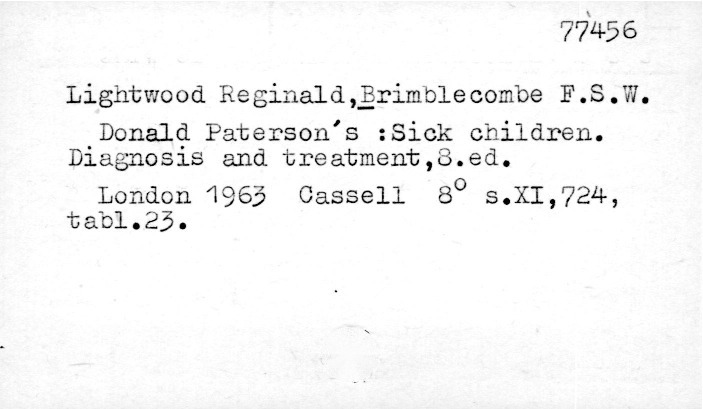 77456
Lightwood Reginald,Brimblecombe F.S.W.
Donald Paterson's :Sick children.
Diagnosis and treatment,8.ed.
London 1963 Cassell 8° s.XI,724,
tabl.23.